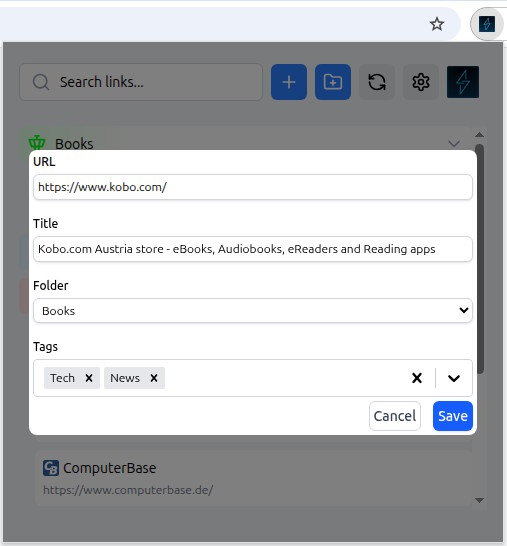 Search links...
Books
URL
https://www.kobo.com/
Title
Kobo.com Austria store - eBooks, Audiobooks, eReaders and Reading apps
Folder
Books
Tags
Tech
News
Cancel
Save
CB ComputerBase
https://www.computerbase.de/